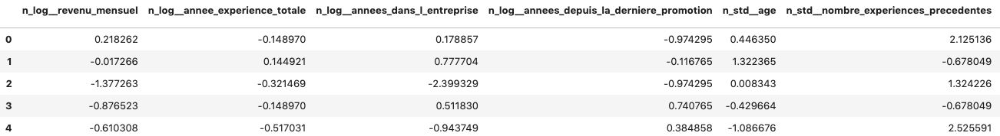 n_log__revenu_mensuel n_log__annee_experience_totale n_log__annees_dans_l_entreprise n_log__annees_depuis_la_derniere_promotion n_std__age n_std__nombre_experiences_precedentes
0 0.218262 -0.148970 0.178857 -0.974295 0.446350 2.125136
1 -0.017266 0.144921 0.777704 -0.116765 1.322365 -0.678049
2 -1.377263 -0.321469 -2.399329 -0.974295 0.008343 1.324226
3 -0.876523 -0.148970 0.511830 0.740765 -0.429664 -0.678049
4 -0.610308 -0.517031 -0.943749 0.384858 -1.086676 2.525591